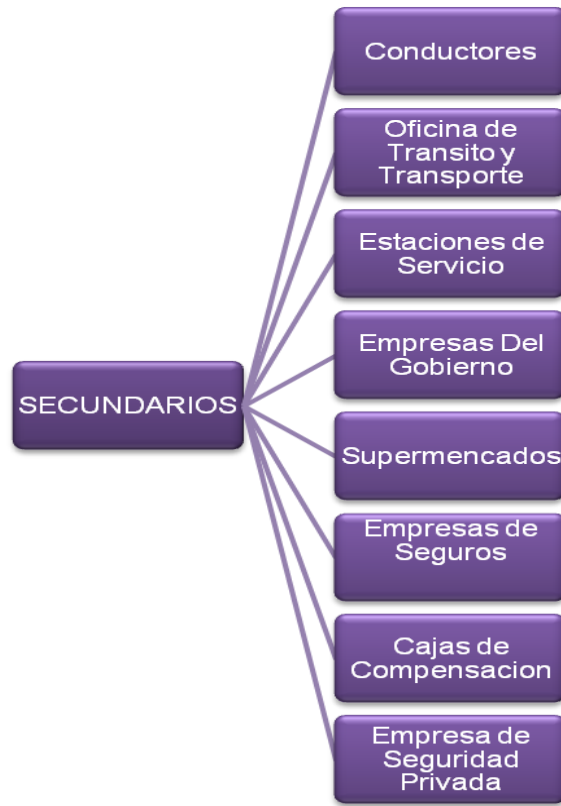 Conductores
Oficina de
Transito y
Transporte
Estaciones de
Servicio
Empresas Del
Gobierno
SECUNDARIOS
Supermencados
Empresas de
Seguros
Cajas de
Compensacion
Empresa de
Seguridad
Privada